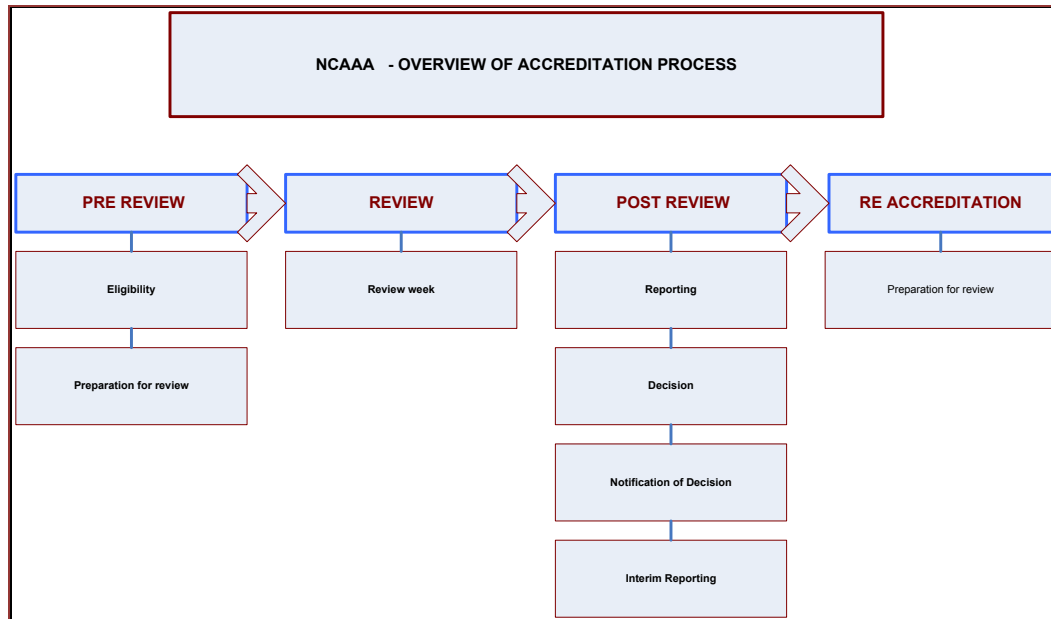 NCAAA - OVERVIEW OF ACCREDITATION PROCESS
PRE REVIEW
REVIEW
POST REVIEW
RE ACCREDITATION
Eligibility
Review week
Reporting
Preparation for review
Preparation for review
Decision
Notification of Decision
Interim Reporting